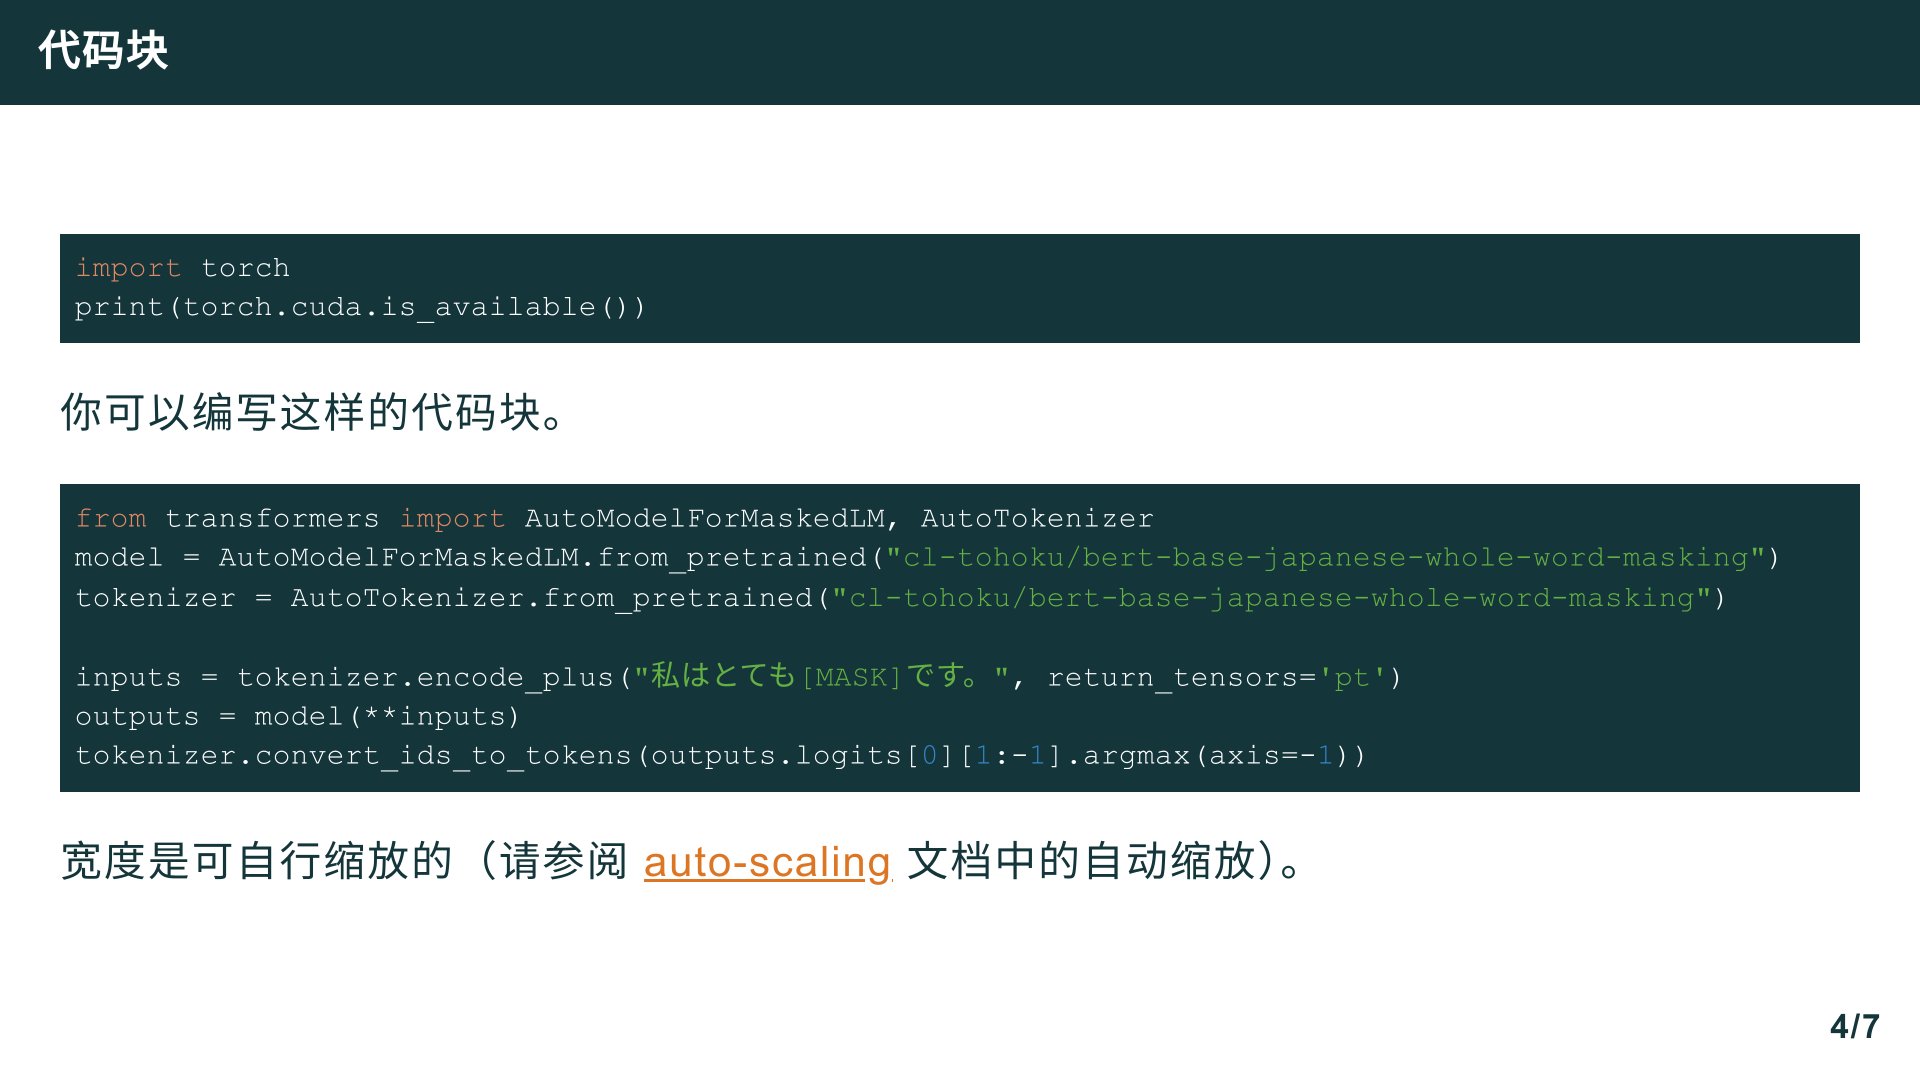 代码块
import torch
print(torch.cuda.is_available())
你可以编写这样的代码块。
from transformers import AutoModelForMaskedLM, AutoTokenizer
model = AutoModelForMaskedLM.from_pretrained("cl-tohoku/bert-base-japanese-whole-word-masking")
tokenizer = AutoTokenizer.from_pretrained("cl-tohoku/bert-base-japanese-whole-word-masking")
inputs = tokenizer.encode_plus("私はとても[MASK]です。", return_tensors='pt')
outputs = model(**inputs)
tokenizer.convert_ids_to_tokens(outputs.logits[0][1:-1].argmax(axis=-1))
宽度是可自行缩放的（请参阅 auto-scaling 文档中的自动缩放）。
4/7